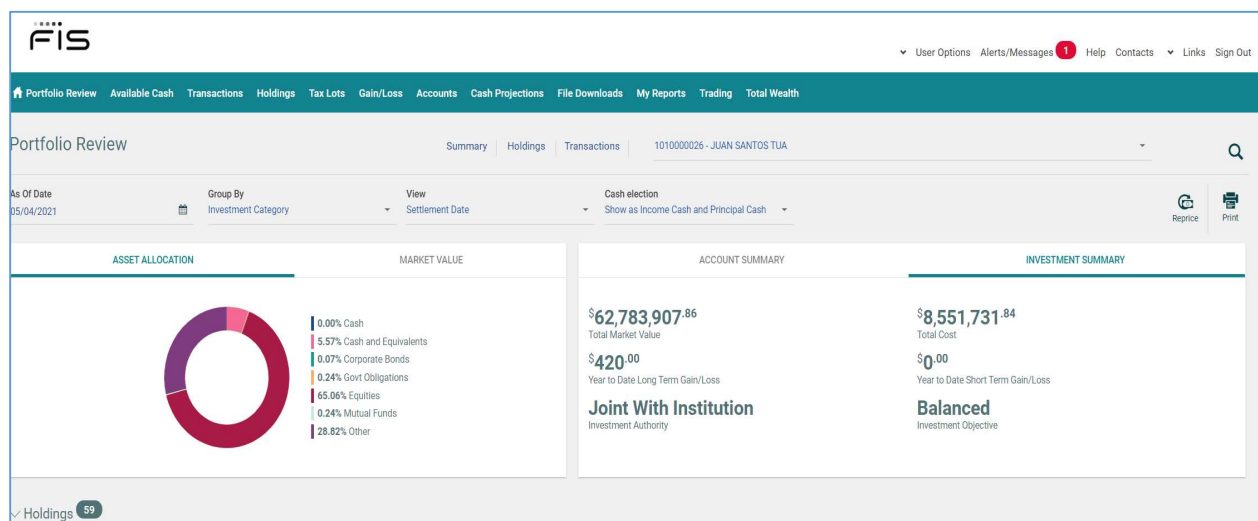 FIS
User Options Alerts/Messages 1 Help Contacts Links Sign Out
Portfolio Review Available Cash Transactions Holdings Tax Lots Gain/Loss Accounts Cash Projections File Downloads My Reports Trading Total Wealth
Portfolio Review Summary Holdings Transactions 1010000026 - JUAN SANTOS TUA
As Of Date Group By View Cash election
05/04/2021 Investment Category Settlement Date Show as Income Cash and Principal Cash
Reprice Print
ASSET ALLOCATION MARKET VALUE ACCOUNT SUMMARY INVESTMENT SUMMARY
0.00% Cash
5.57% Cash and Equivalents
0.07% Corporate Bonds
0.24% Govt Obligations
65.06% Equities
0.24% Mutual Funds
28.82% Other
$62,783,907.86 $8,551,731.84
Total Market Value Total Cost
$420.00 $0.00
Year to Date Long Term Gain/Loss Year to Date Short Term Gain/Loss
Joint With Institution Balanced
Investment Authority Investment Objective
Holdings 59